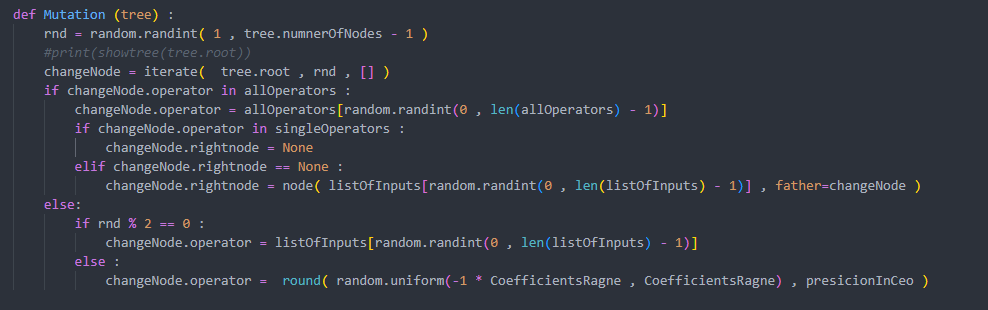 def Mutation (tree) :
    rnd = random.randint( 1 , tree.numnerOfNodes - 1 )
    #print(showtree(tree.root))
    changeNode = iterate(  tree.root , rnd , [] )
    if changeNode.operator in allOperators :
        changeNode.operator = allOperators[random.randint(0 , len(allOperators) - 1)]
        if changeNode.operator in singleOperators :
            changeNode.rightnode = None
        elif changeNode.rightnode == None :
            changeNode.rightnode = node( listOfInputs[random.randint(0 , len(listOfInputs) - 1)] , father=changeNode )
    else:
        if rnd % 2 == 0 :
            changeNode.operator = listOfInputs[random.randint(0 , len(listOfInputs) - 1)]
        else :
            changeNode.operator =  round( random.uniform(-1 * CoefficientsRagne , CoefficientsRagne) , presicionInCeo )